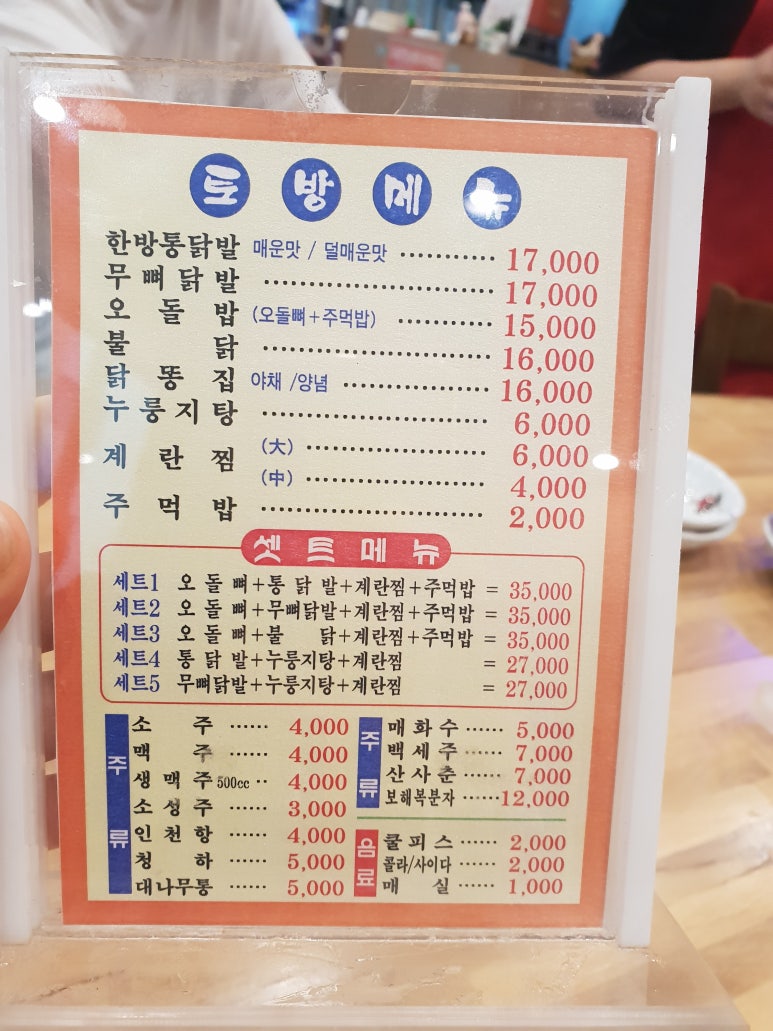 토방메뉴
한방통닭발 매운맛 / 덜매운맛 ………… 17,000
무뼈닭발 ………… 17,000
오돌밥 (오돌뼈+주먹밥) ………… 15,000
불닭 ………… 16,000
닭똥집 야채 /양념 ………… 16,000
누룽지탕 ………… 6,000
계란찜 (大) ………… 6,000
(中) ………… 4,000
주먹밥 ………… 2,000
셋트메뉴
세트1 오돌뼈+통닭발+계란찜+주먹밥 = 35,000
세트2 오돌뼈+무뼈닭발+계란찜+주먹밥 = 35,000
세트3 오돌뼈+불닭+계란찜+주먹밥 = 35,000
세트4 통닭발+누룽지탕+계란찜 = 27,000
세트5 무뼈닭발+누룽지탕+계란찜 = 27,000
주류
소주 …… 4,000
맥주 …… 4,000
생맥주 500cc ·· 4,000
소성주 …… 3,000
인천항 …… 4,000
청하 …… 5,000
대나무통 …… 5,000
주류
매화수 …… 5,000
백세주 …… 7,000
산사춘 …… 7,000
보해복분자 ……12,000
음료
쿨피스 …… 2,000
콜라/사이다 …… 2,000
매실 …… 1,000